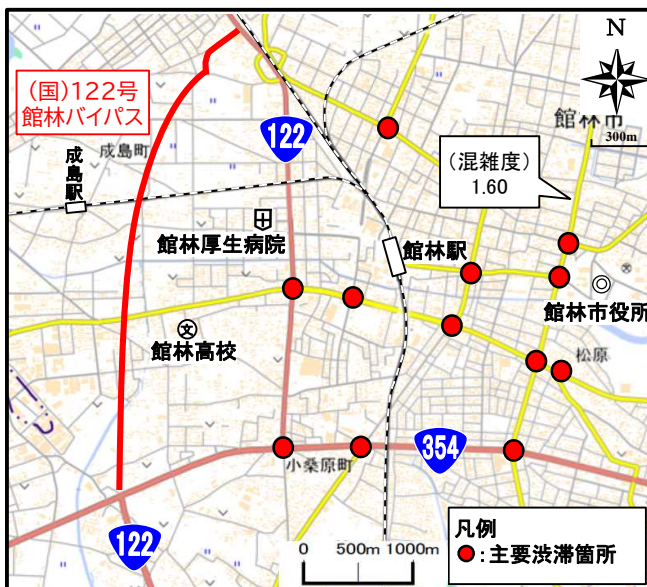 N
(国)122号
館林バイパス
館林市
300m
成島町
122
(混雑度)
1.60
成島駅
館林厚生病院
館林駅
館林市役所
文
館林高校
松原
354
小桑原町
122
凡例
:主要渋滞箇所
0 500m 1000m